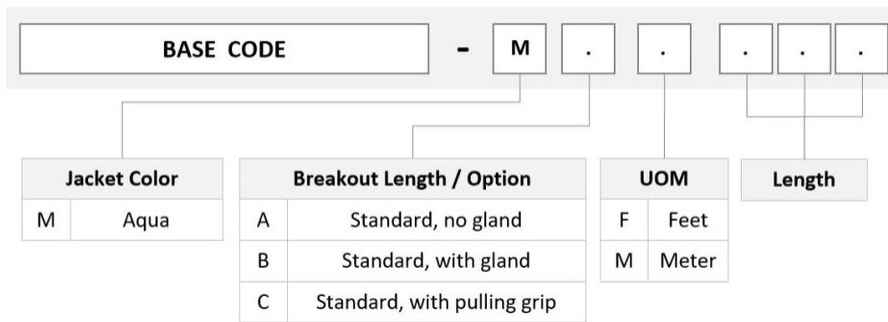 BASE CODE - M . . . . .
Jacket Color Breakout Length / Option UOM Length
M Aqua A Standard, no gland F Feet
B Standard, with gland M Meter
C Standard, with pulling grip